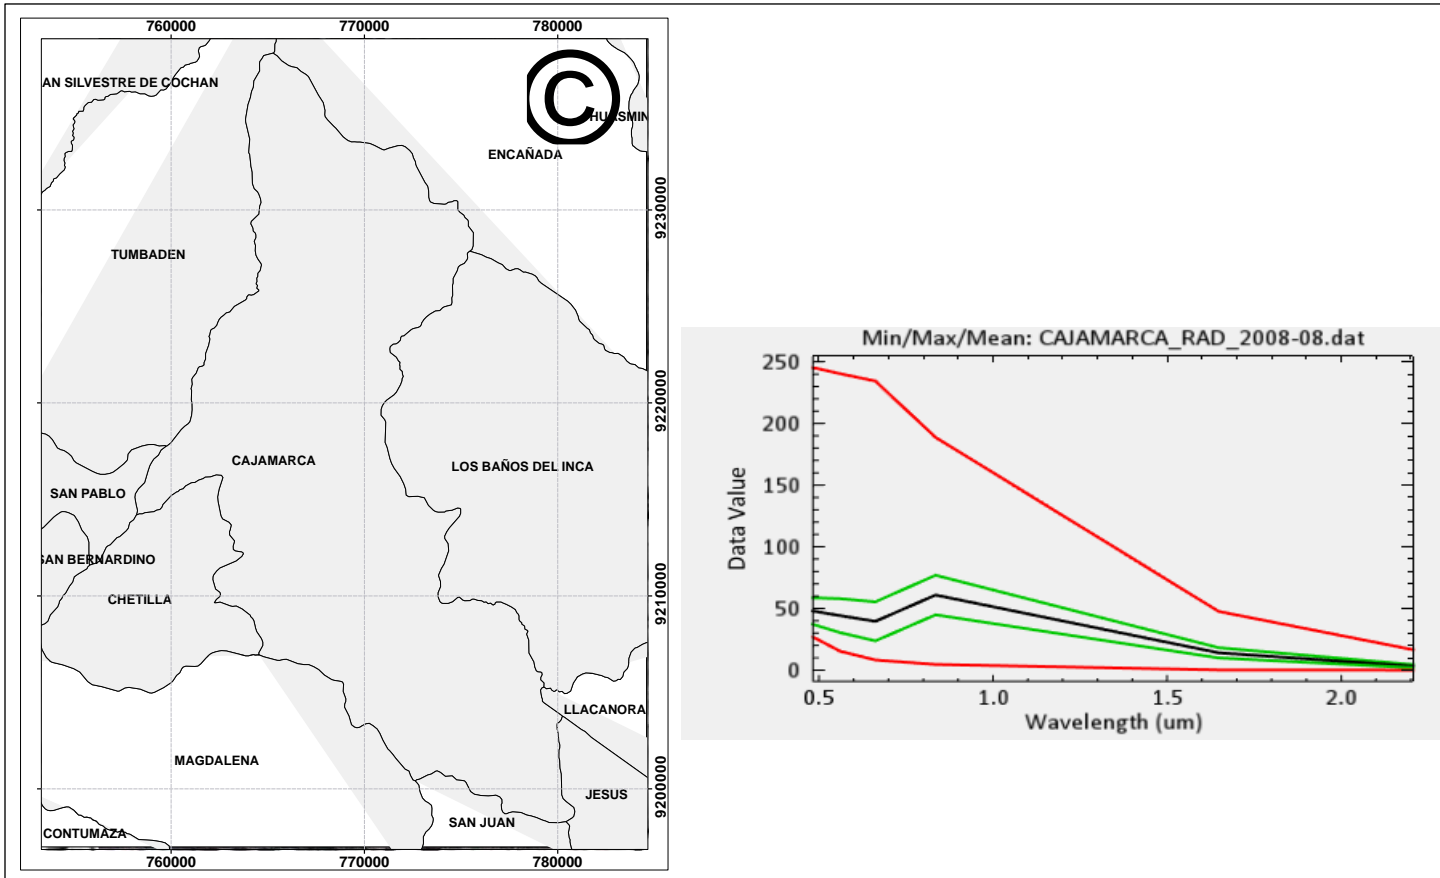 760000
770000
780000
AN SILVESTRE DE COCHAN
©
HUASMIN
ENCAÑADA
9230000
TUMBADEN
9220000
CAJAMARCA
LOS BAÑOS DEL INCA
SAN PABLO
SAN BERNARDINO
CHETILLA
9210000
LLACANORA
MAGDALENA
JESUS
9200000
SAN JUAN
CONTUMAZA
760000
770000
780000
Min/Max/Mean: CAJAMARCA_RAD_2008-08.dat
250
200
150
100
50
0
Data Value
0.5
1.0
1.5
2.0
Wavelength (um)